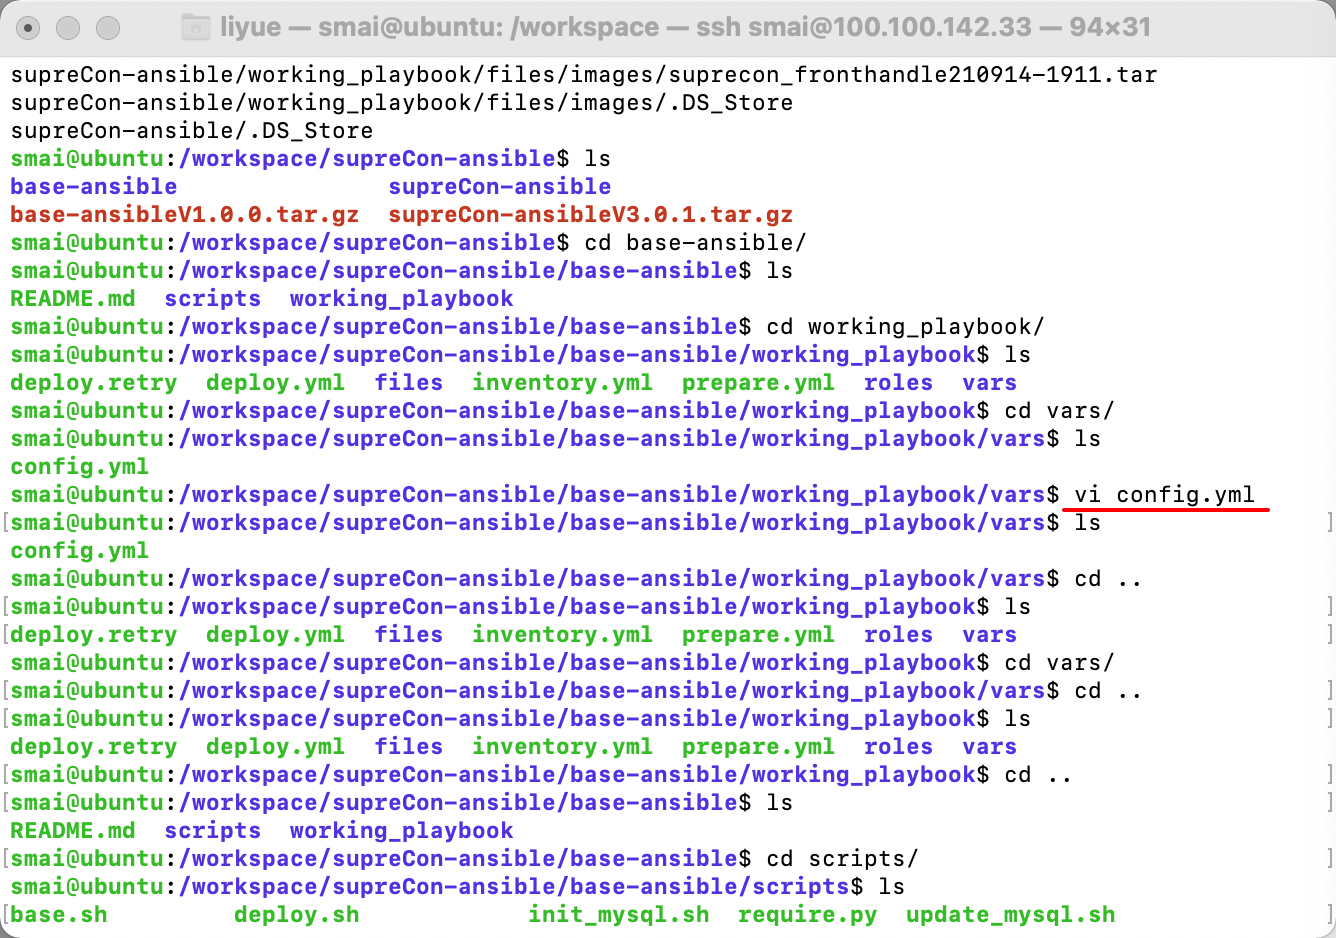 liyue — smai@ubuntu: /workspace — ssh smai@100.100.142.33 — 94×31
supreCon-ansible/working_playbook/files/images/suprecon_fronthandle210914-1911.tar
supreCon-ansible/working_playbook/files/images/.DS_Store
supreCon-ansible/.DS_Store
smai@ubuntu:/workspace/supreCon-ansible$ ls
base-ansible supreCon-ansible
base-ansibleV1.0.0.tar.gz supreCon-ansibleV3.0.1.tar.gz
smai@ubuntu:/workspace/supreCon-ansible$ cd base-ansible/
smai@ubuntu:/workspace/supreCon-ansible/base-ansible$ ls
README.md scripts working_playbook
smai@ubuntu:/workspace/supreCon-ansible/base-ansible$ cd working_playbook/
smai@ubuntu:/workspace/supreCon-ansible/base-ansible/working_playbook$ ls
deploy.retry deploy.yml files inventory.yml prepare.yml roles vars
smai@ubuntu:/workspace/supreCon-ansible/base-ansible/working_playbook$ cd vars/
smai@ubuntu:/workspace/supreCon-ansible/base-ansible/working_playbook/vars$ ls
config.yml
smai@ubuntu:/workspace/supreCon-ansible/base-ansible/working_playbook/vars$ vi config.yml
[smai@ubuntu:/workspace/supreCon-ansible/base-ansible/working_playbook/vars$ ls ]
config.yml
smai@ubuntu:/workspace/supreCon-ansible/base-ansible/working_playbook/vars$ cd ..
[smai@ubuntu:/workspace/supreCon-ansible/base-ansible/working_playbook$ ls ]
[deploy.retry deploy.yml files inventory.yml prepare.yml roles vars ]
smai@ubuntu:/workspace/supreCon-ansible/base-ansible/working_playbook$ cd vars/
[smai@ubuntu:/workspace/supreCon-ansible/base-ansible/working_playbook/vars$ cd .. ]
[smai@ubuntu:/workspace/supreCon-ansible/base-ansible/working_playbook$ ls ]
deploy.retry deploy.yml files inventory.yml prepare.yml roles vars
[smai@ubuntu:/workspace/supreCon-ansible/base-ansible/working_playbook$ cd .. ]
[smai@ubuntu:/workspace/supreCon-ansible/base-ansible$ ls ]
README.md scripts working_playbook
[smai@ubuntu:/workspace/supreCon-ansible/base-ansible$ cd scripts/ ]
smai@ubuntu:/workspace/supreCon-ansible/base-ansible/scripts$ ls
[base.sh deploy.sh init_mysql.sh require.py update_mysql.sh ]